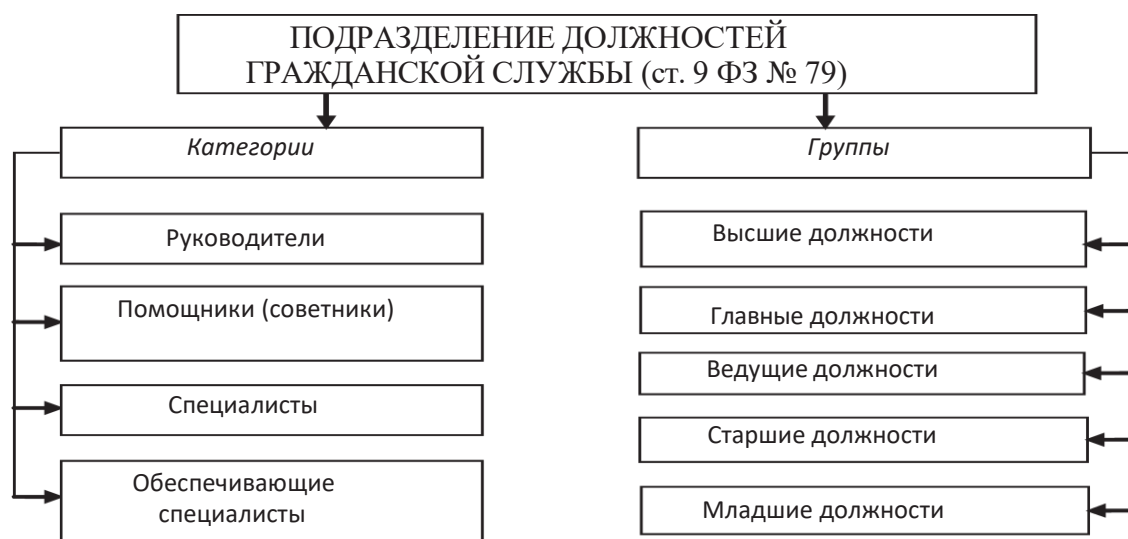 ПОДРАЗДЕЛЕНИЕ ДОЛЖНОСТЕЙ
ГРАЖДАНСКОЙ СЛУЖБЫ (ст. 9 ФЗ № 79)
Категории
Руководители
Помощники (советники)
Специалисты
Обеспечивающие
специалисты
Группы
Высшие должности
Главные должности
Ведущие должности
Старшие должности
Младшие должности